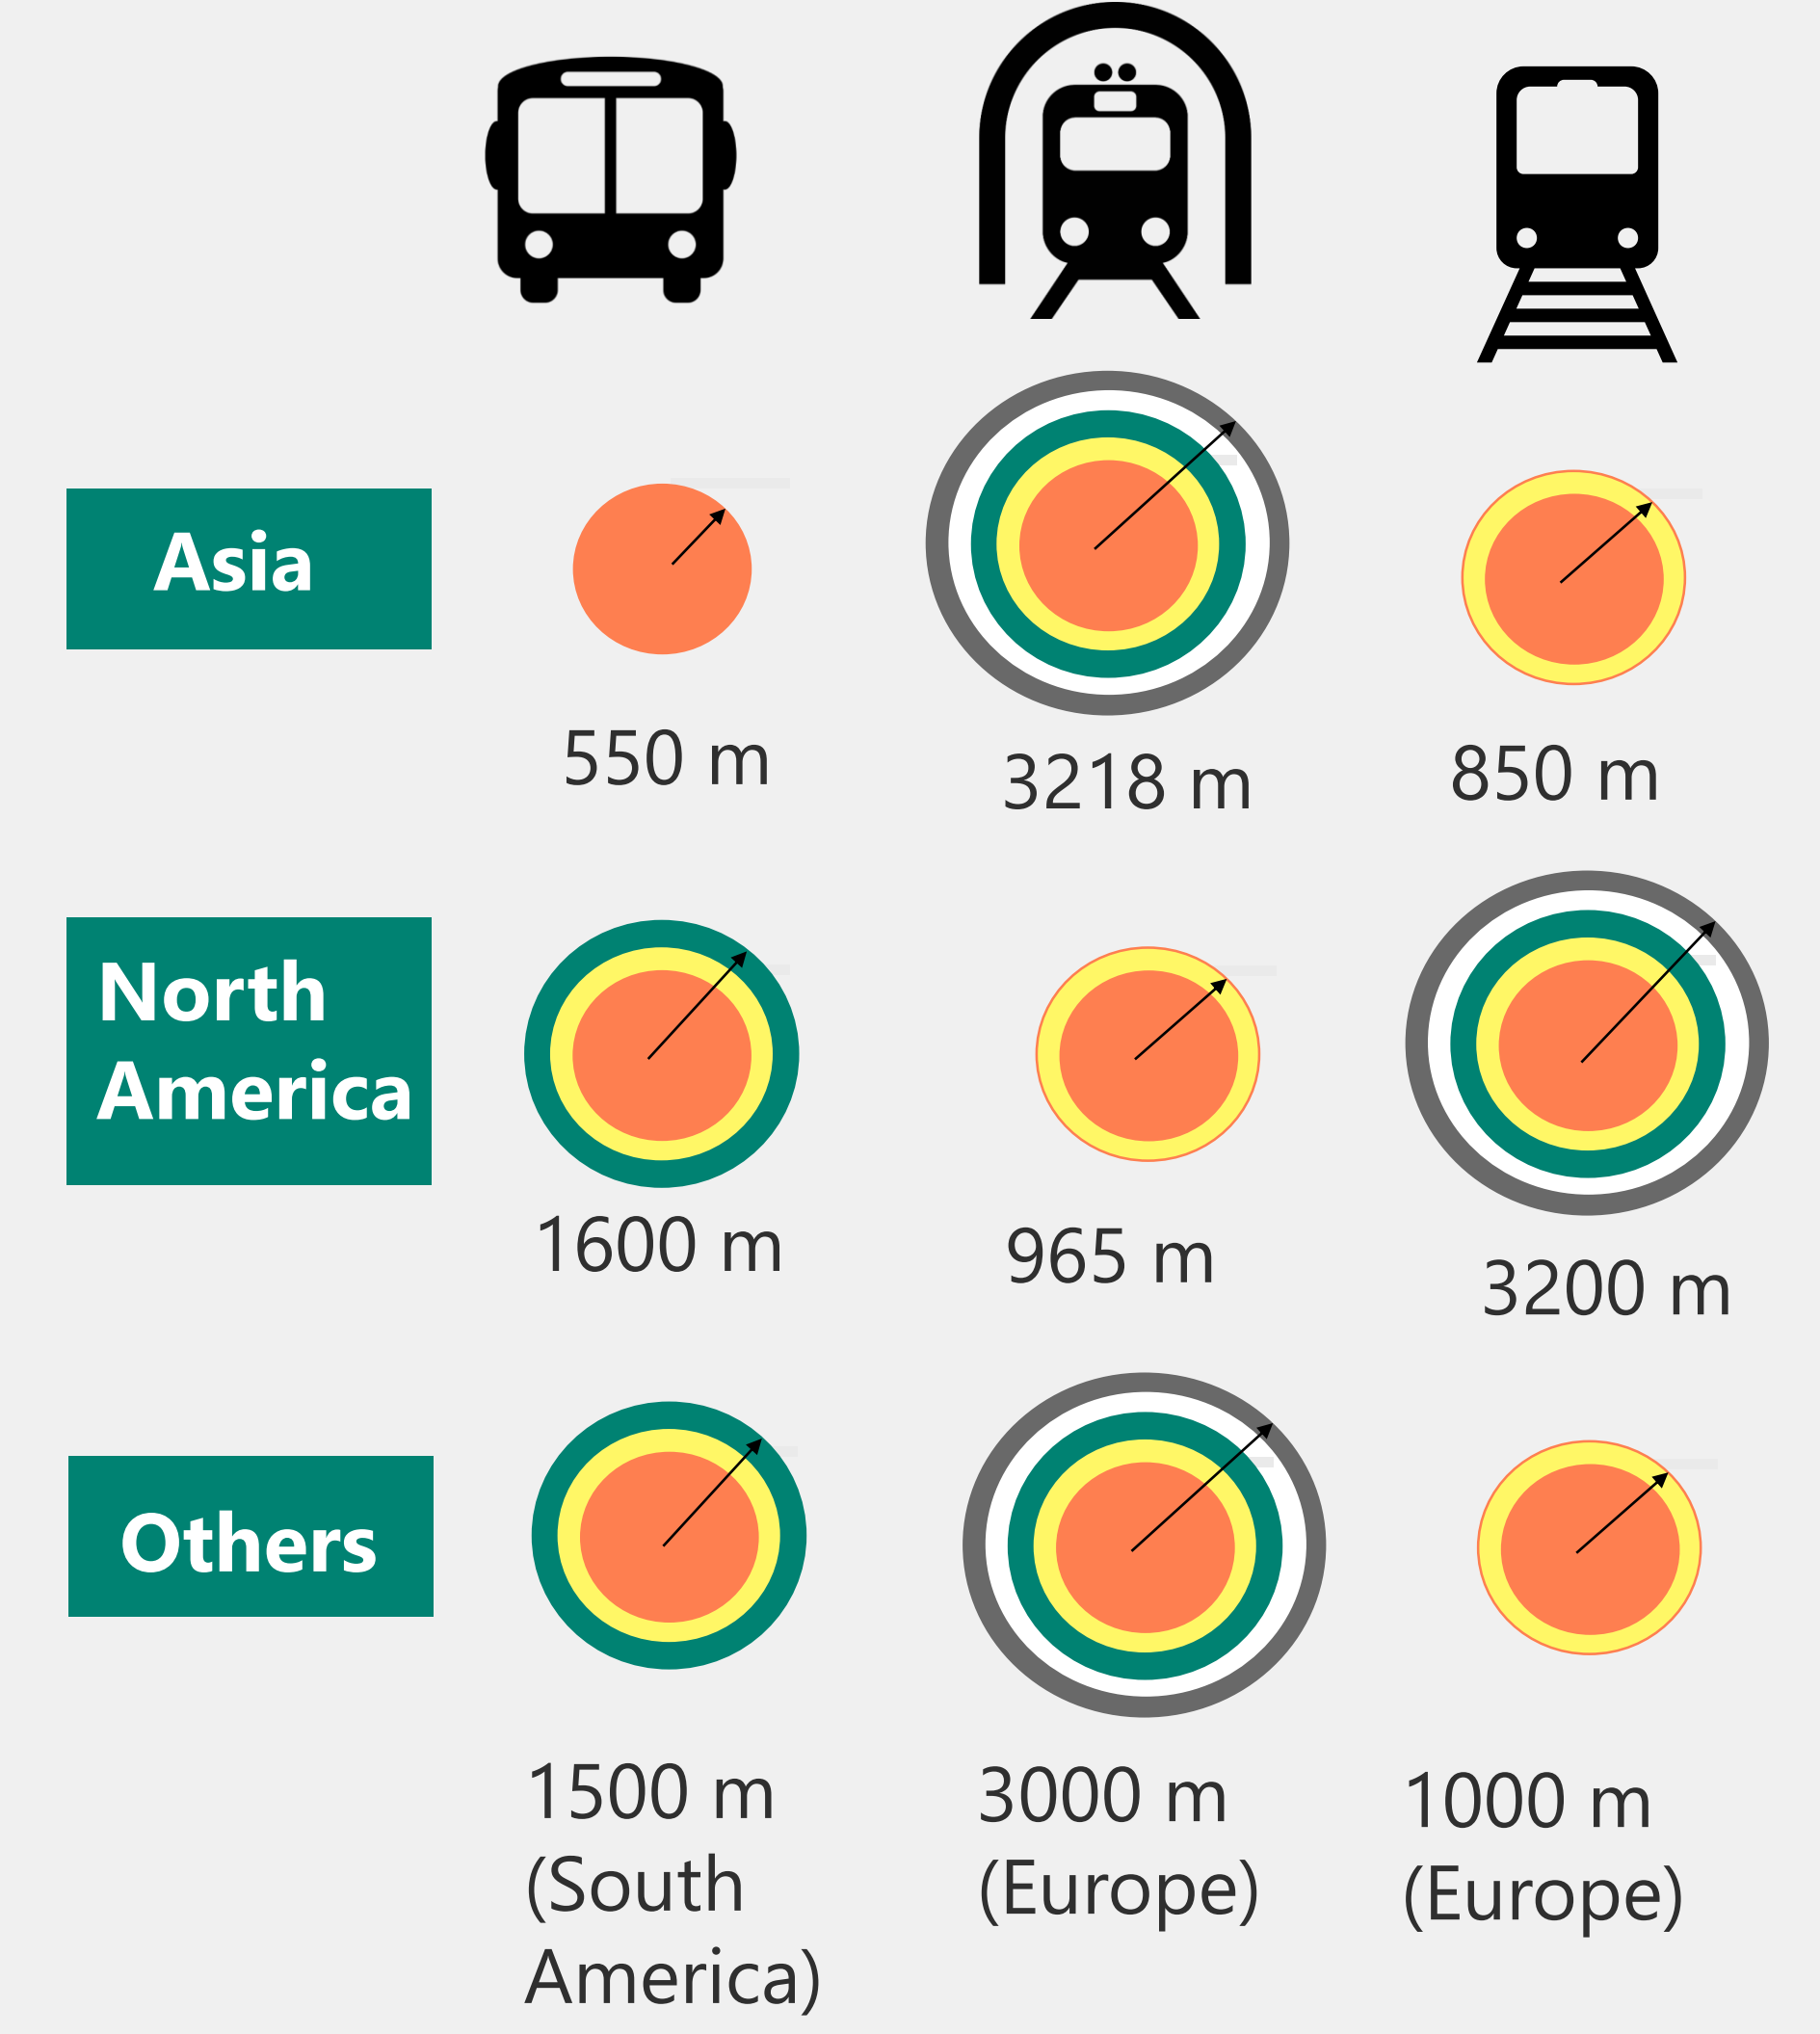 Asia
550 m
3218 m
850 m
North
America
1600 m
965 m
3200 m
Others
1500 m
(South
America)
3000 m
(Europe)
1000 m
(Europe)